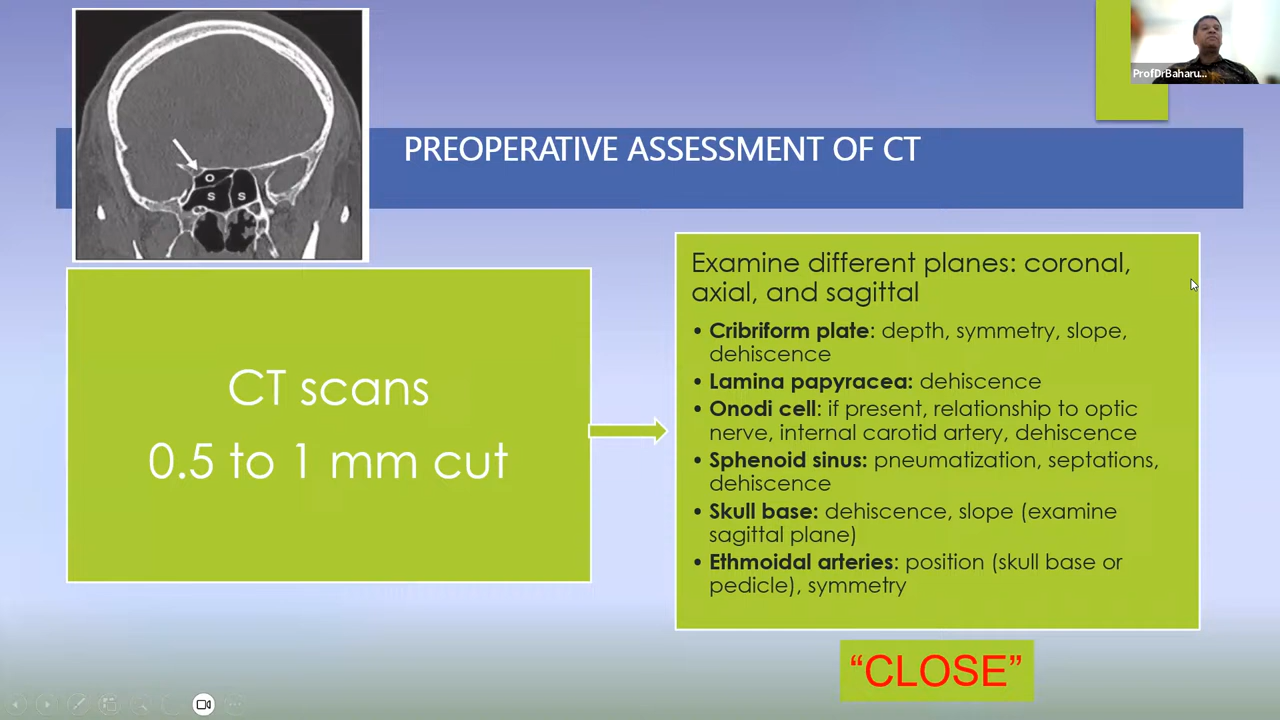 ProfDrBaharu...
PREOPERATIVE ASSESSMENT OF CT
O
S S
CT scans
0.5 to 1 mm cut
Examine different planes: coronal,
axial, and sagittal
• Cribriform plate: depth, symmetry, slope,
dehiscence
• Lamina papyracea: dehiscence
• Onodi cell: if present, relationship to optic
nerve, internal carotid artery, dehiscence
• Sphenoid sinus: pneumatization, septations,
dehiscence
• Skull base: dehiscence, slope (examine
sagittal plane)
• Ethmoidal arteries: position (skull base or
pedicle), symmetry
“CLOSE”